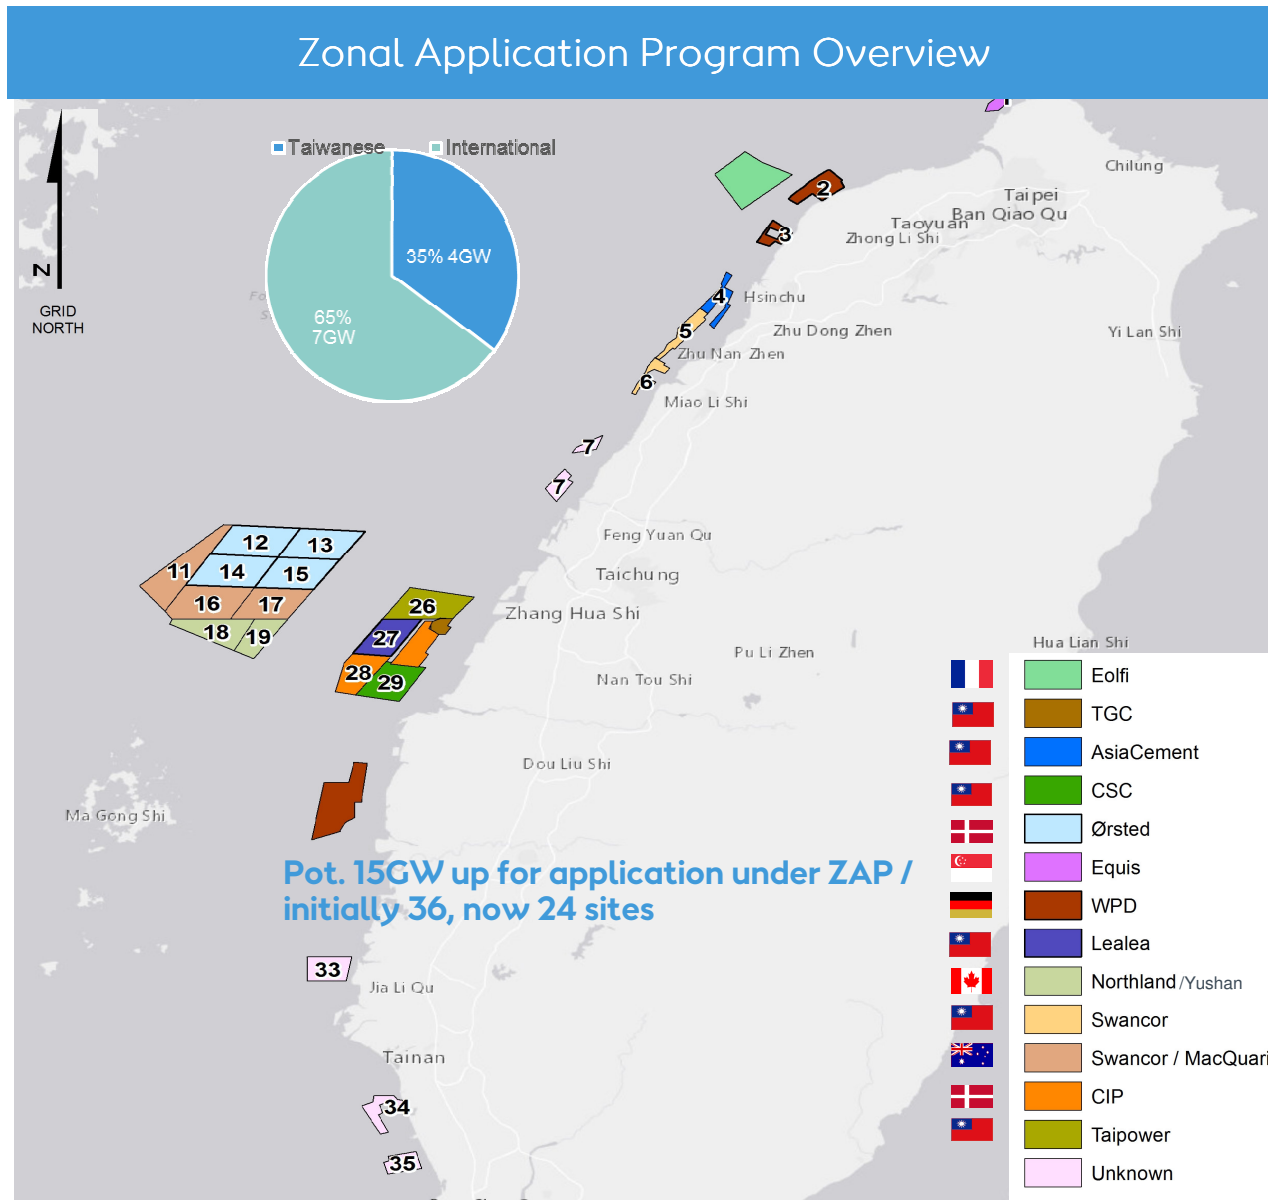 Zonal Application Program Overview
Taiwanese
International
35% 4GW
65%
7GW
N
GRID
NORTH
Chilung
Taipei
Ban Qiao Qu
Taoyuan
Zhong Li Shi
2
3
4
Hsinchu
5
Zhu Dong Zhen
Yi Lan Shi
Zhu Nan Zhen
6
Miao Li Shi
7
7
Feng Yuan Qu
Taichung
12
13
11
14
15
16
17
18
19
26
27
28
29
Zhang Hua Shi
Pu Li Zhen
Hua Lian Shi
Nan Tou Shi
Dou Liu Shi
Ma Gong Shi
Pot. 15GW up for application under ZAP /
initially 36, now 24 sites
33
Jia Li Qu
Tainan
34
35
Eolfi
TGC
AsiaCement
CSC
Ørsted
Equis
WPD
Lealea
Northland /Yushan
Swancor
Swancor / MacQuari
CIP
Taipower
Unknown